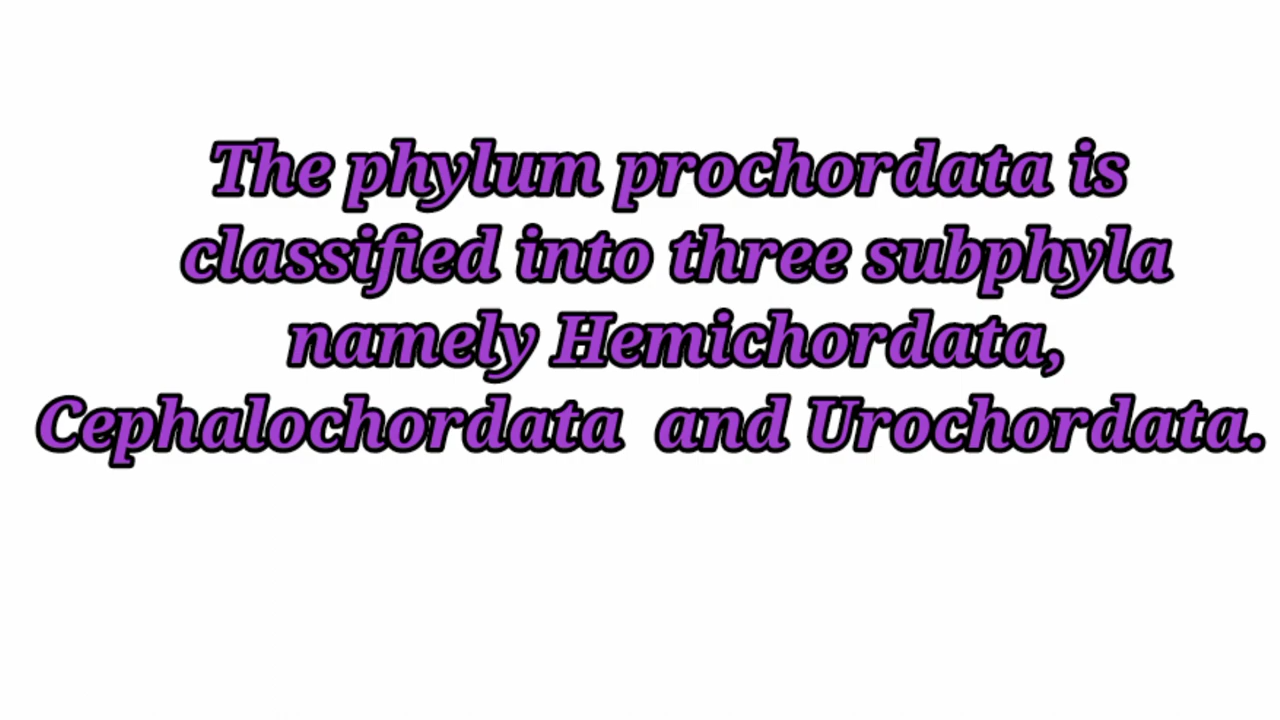 The phylum prochordata is
classified into three subphyla
namely Hemichordata,
Cephalochordata and Urochordata.